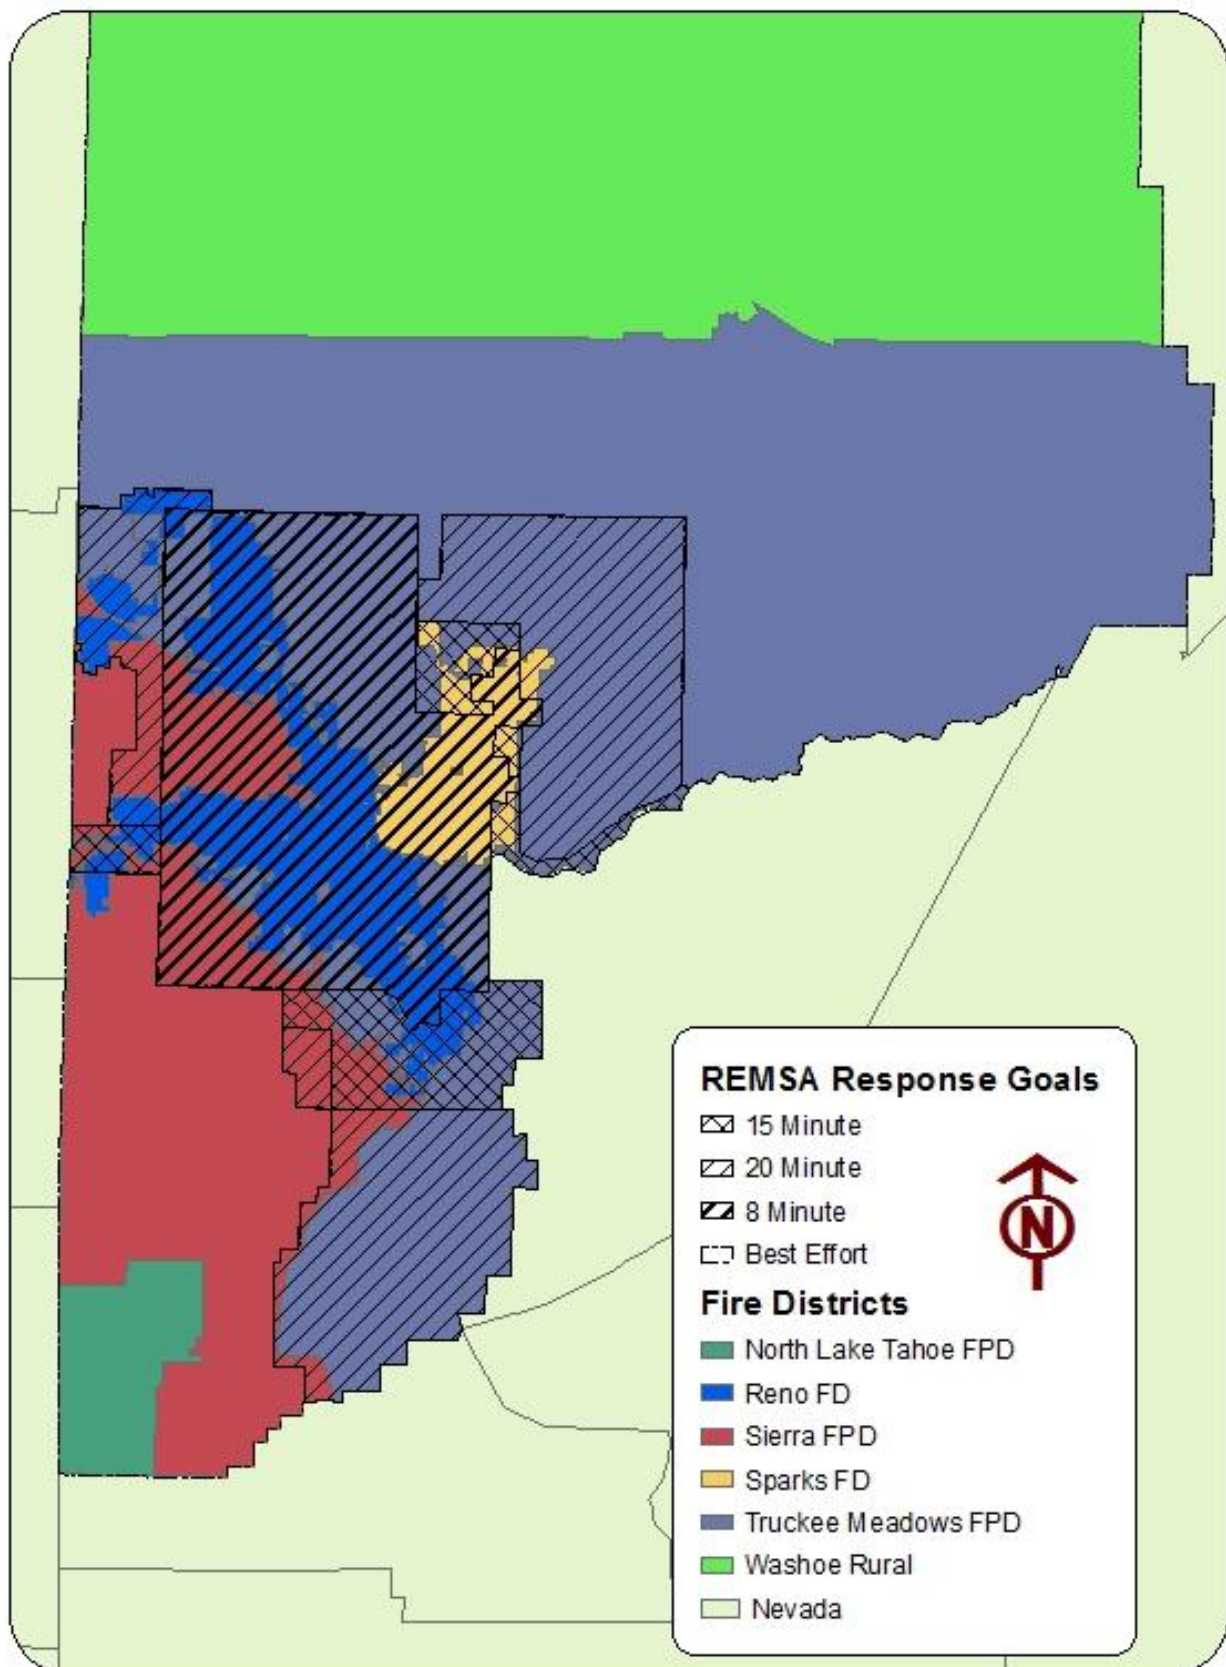 REMSA Response Goals
15 Minute
20 Minute
8 Minute
Best Effort
N
Fire Districts
North Lake Tahoe FPD
Reno FD
Sierra FPD
Sparks FD
Truckee Meadows FPD
Washoe Rural
Nevada